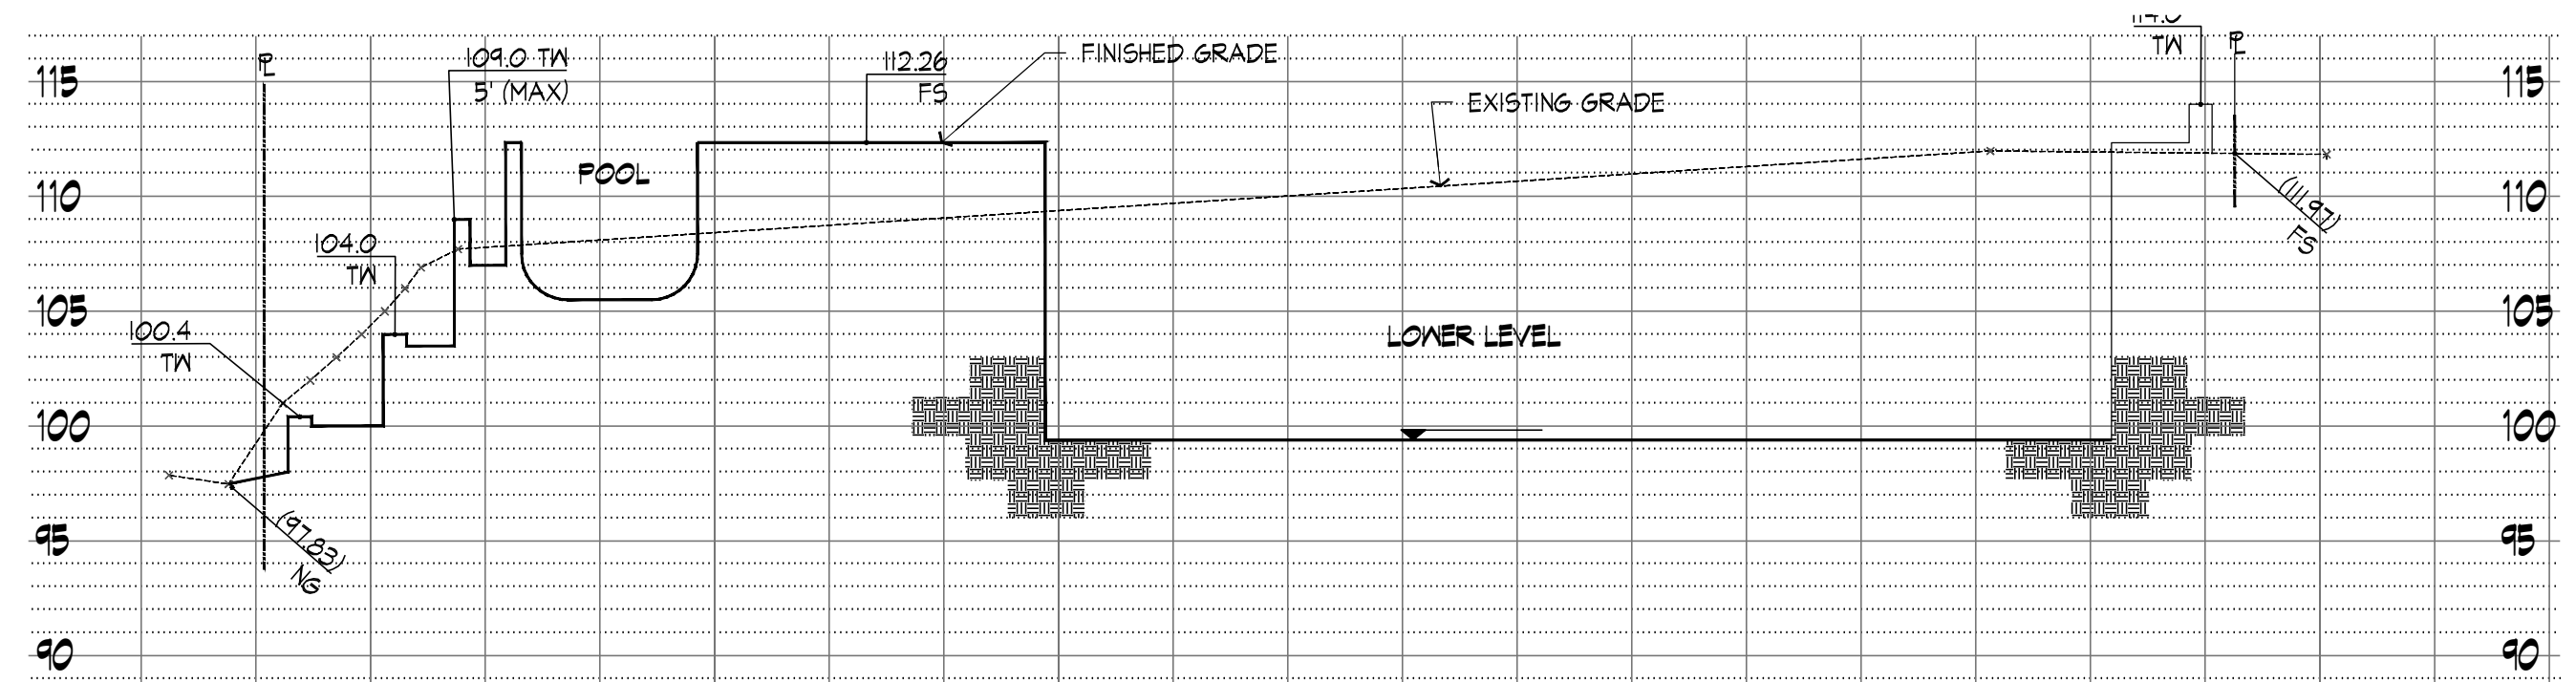 114.0
TW
PL
PL
109.0 TW
5' (MAX)
112.26
FS
FINISHED GRADE
EXISTING GRADE
115
115
POOL
110
110
(111.97)
FS
104.0
TW
105
105
100.4
TW
LOWER LEVEL
100
100
(97.83)
NG
95
95
90
90